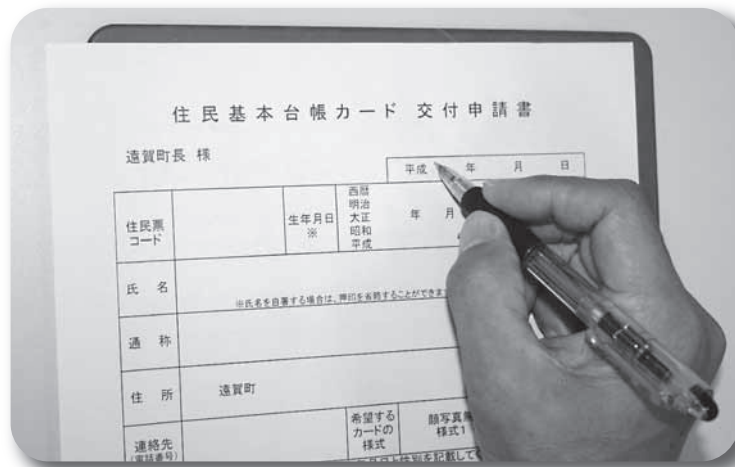 住民基本台帳カード 交付申請書
遠賀町長 様
平成 年 月 日
住民票
コード
生年月日
※
西暦
明治
大正
昭和
平成
年 月
氏 名
※氏名を自署する場合は、押印を省略することができま
通 称
住 所
遠賀町
連絡先
(電話番号)
希望する
カードの
様式
顔写真
様式1